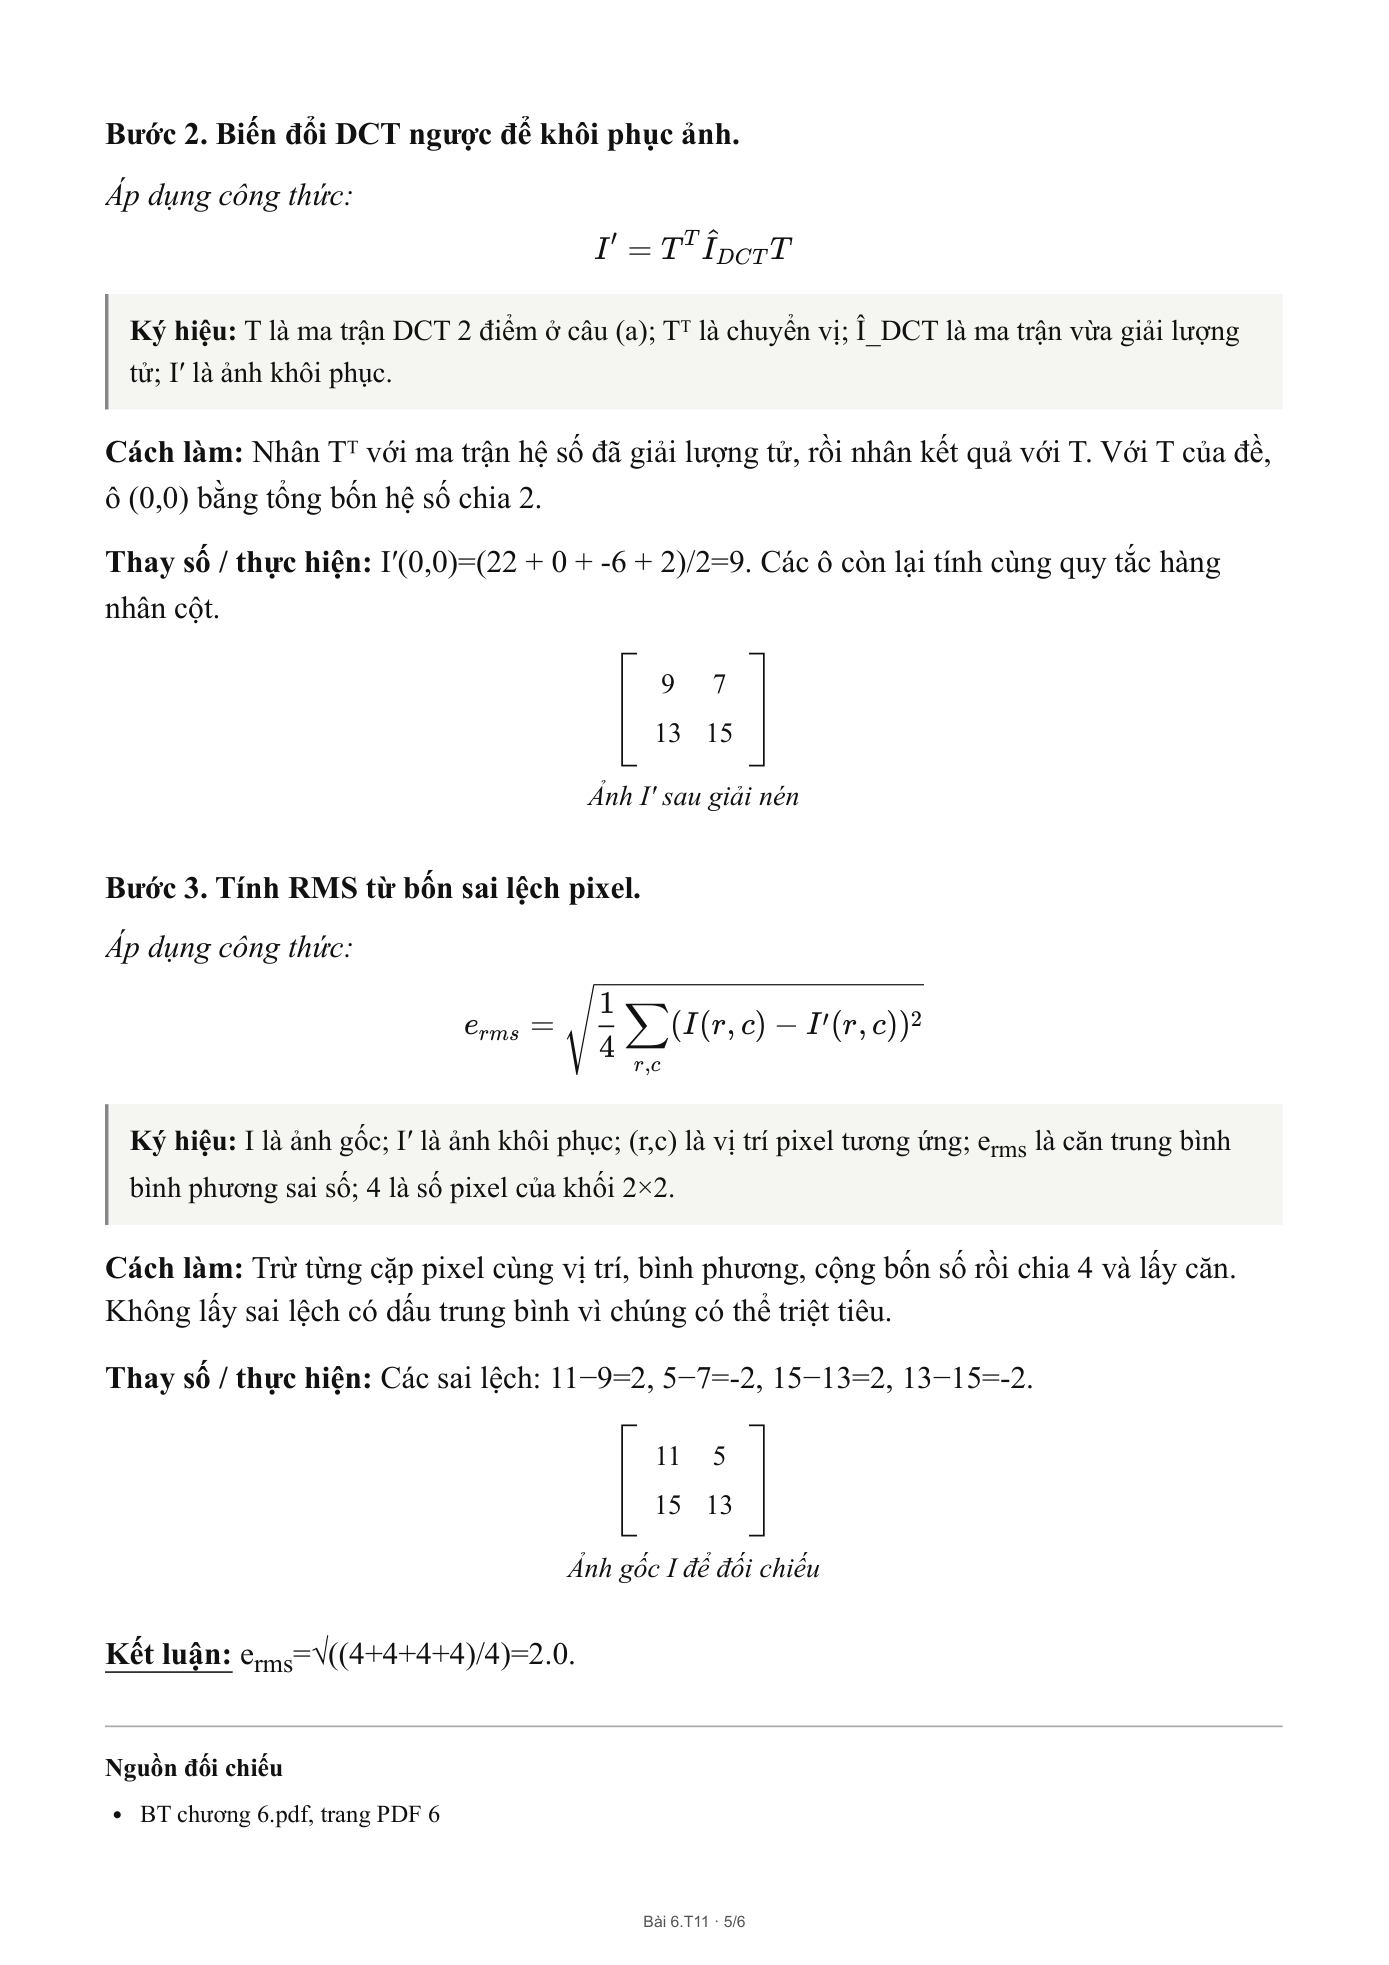 Bước 2. Biến đổi DCT ngược để khôi phục ảnh.
Áp dụng công thức:
I′ = TᵀÎ_{DCT}T
Ký hiệu: T là ma trận DCT 2 điểm ở câu (a); Tᵀ là chuyển vị; Î_DCT là ma trận vừa giải lượng
tử; I′ là ảnh khôi phục.
Cách làm: Nhân Tᵀ với ma trận hệ số đã giải lượng tử, rồi nhân kết quả với T. Với T của đề,
ô (0,0) bằng tổng bốn hệ số chia 2.
Thay số / thực hiện: I′(0,0)=(22 + 0 + -6 + 2)/2=9. Các ô còn lại tính cùng quy tắc hàng
nhân cột.
9 7
13 15
Ảnh I′ sau giải nén
Bước 3. Tính RMS từ bốn sai lệch pixel.
Áp dụng công thức:
e_{rms} = √(1/4 ∑_{r,c} (I(r, c) − I′(r, c))²)
Ký hiệu: I là ảnh gốc; I′ là ảnh khôi phục; (r,c) là vị trí pixel tương ứng; e_{rms} là căn trung bình
bình phương sai số; 4 là số pixel của khối 2×2.
Cách làm: Trừ từng cặp pixel cùng vị trí, bình phương, cộng bốn số rồi chia 4 và lấy căn.
Không lấy sai lệch có dấu trung bình vì chúng có thể triệt tiêu.
Thay số / thực hiện: Các sai lệch: 11−9=2, 5−7=-2, 15−13=2, 13−15=-2.
11 5
15 13
Ảnh gốc I để đối chiếu
Kết luận: e_{rms}=√((4+4+4+4)/4)=2.0.
Nguồn đối chiếu
• BT chương 6.pdf, trang PDF 6
Bài 6.T11 · 5/6